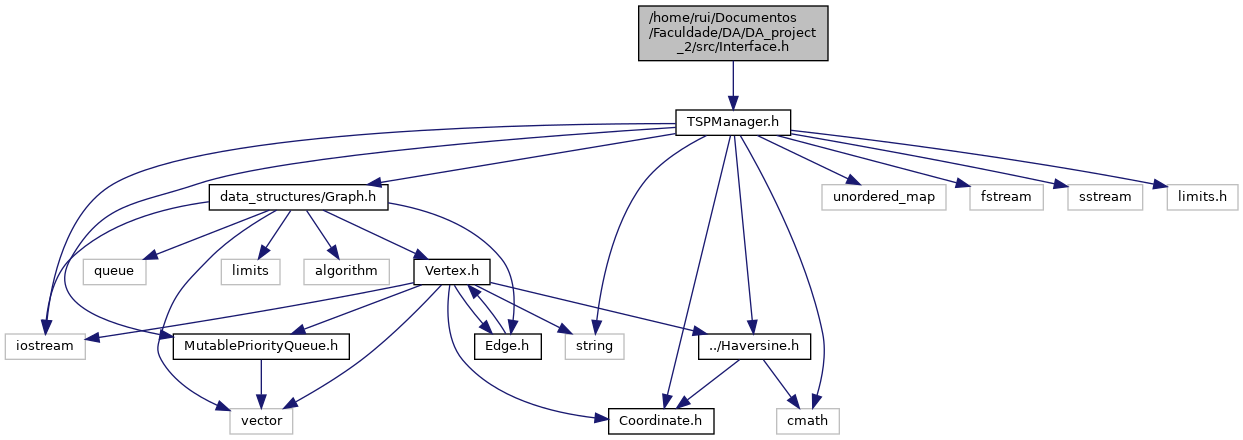 /home/rui/Documentos
/Faculdade/DA/DA_project
_2/src/Interface.h
TSPManager.h
data_structures/Graph.h
unordered_map
fstream
sstream
limits.h
queue
limits
algorithm
Vertex.h
iostream
MutablePriorityQueue.h
Edge.h
string
../Haversine.h
vector
Coordinate.h
cmath